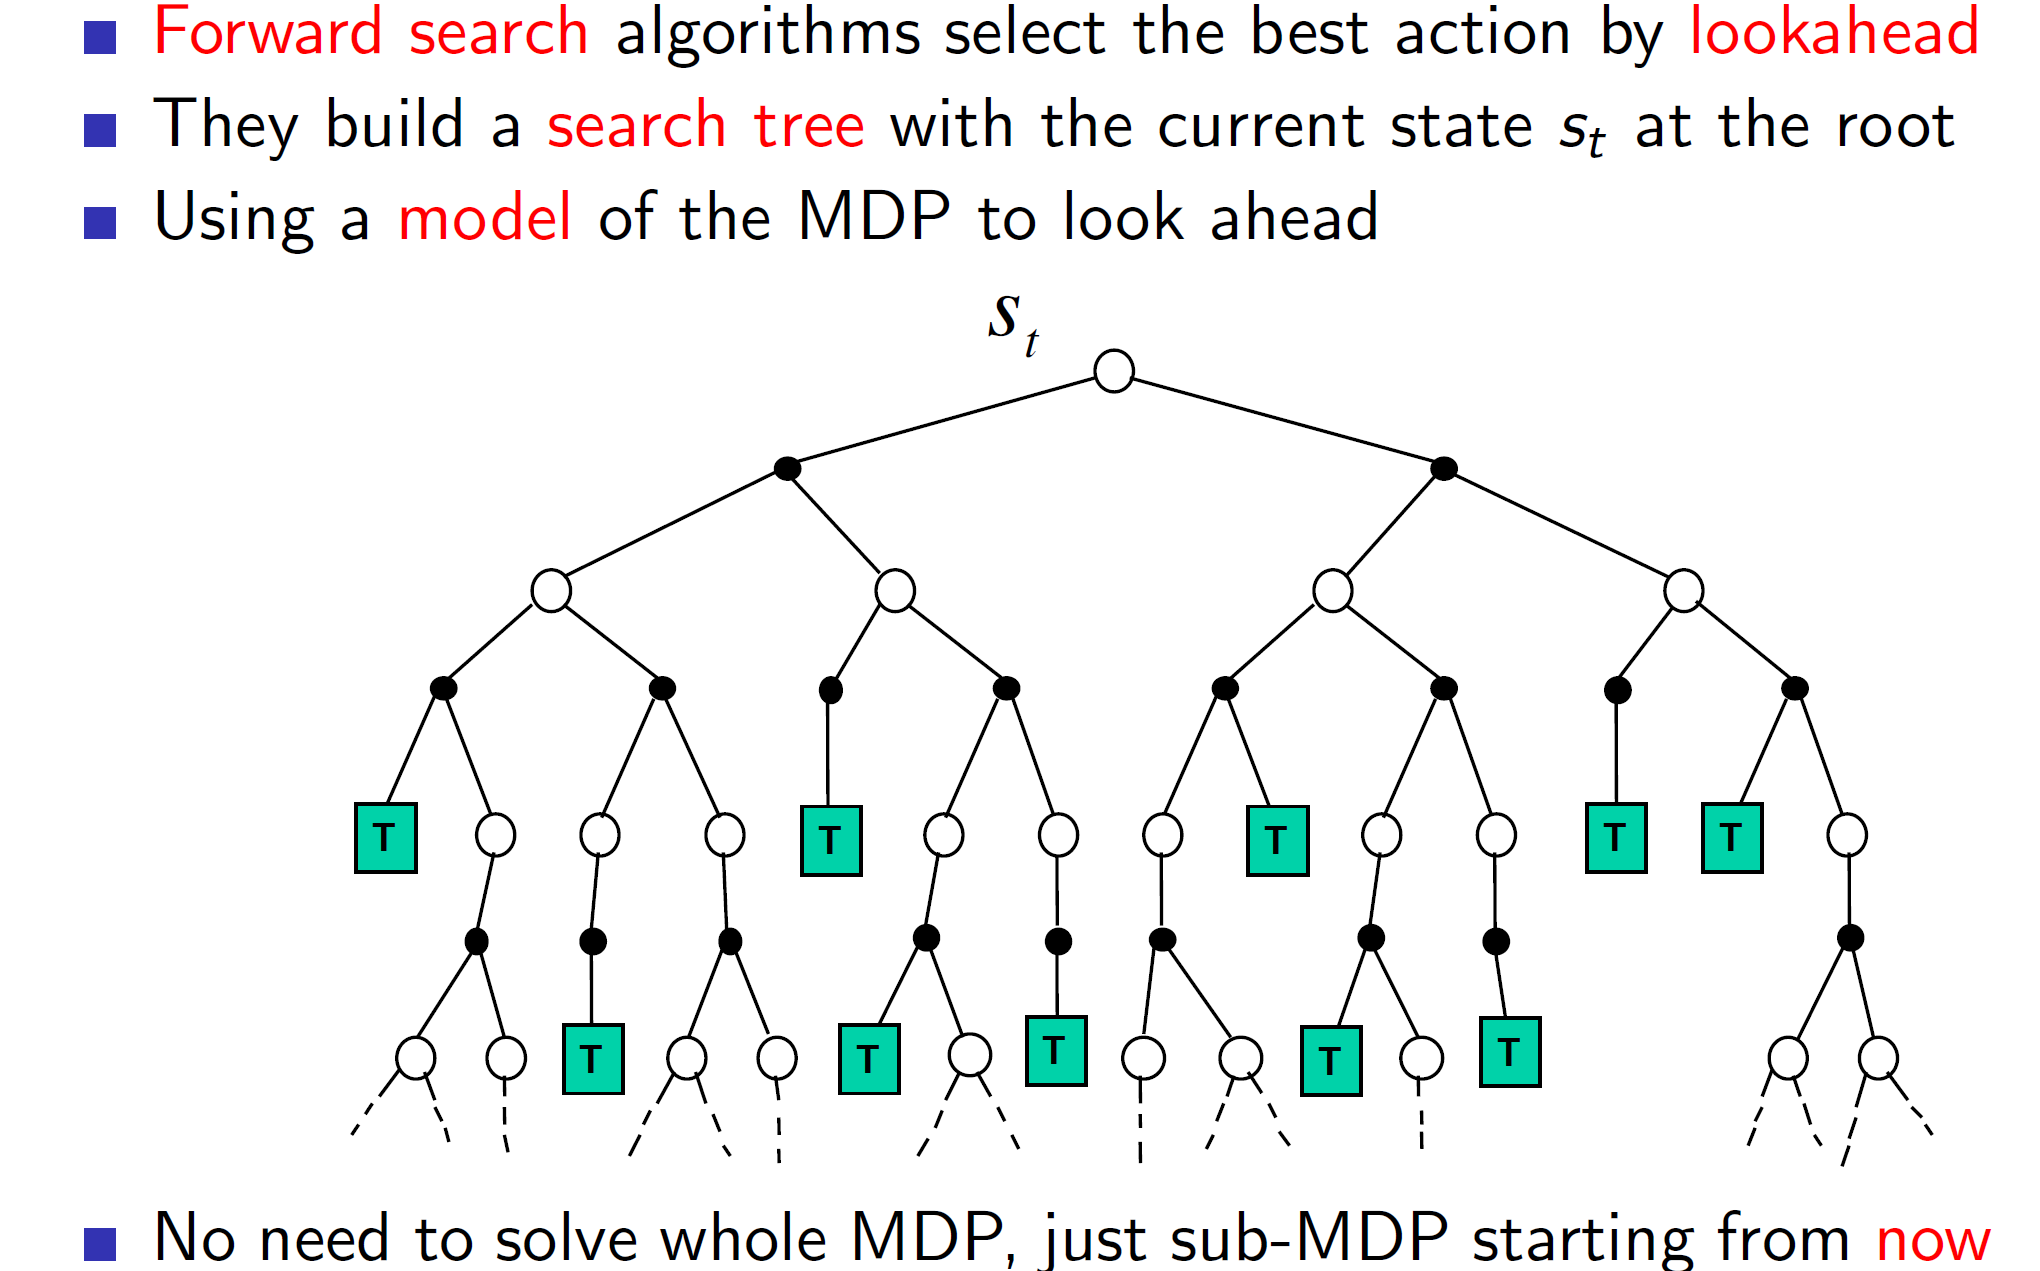 Forward search algorithms select the best action by lookahead
They build a search tree with the current state st at the root
Using a model of the MDP to look ahead
st
T T T T T
T T T T T
No need to solve whole MDP, just sub-MDP starting from now